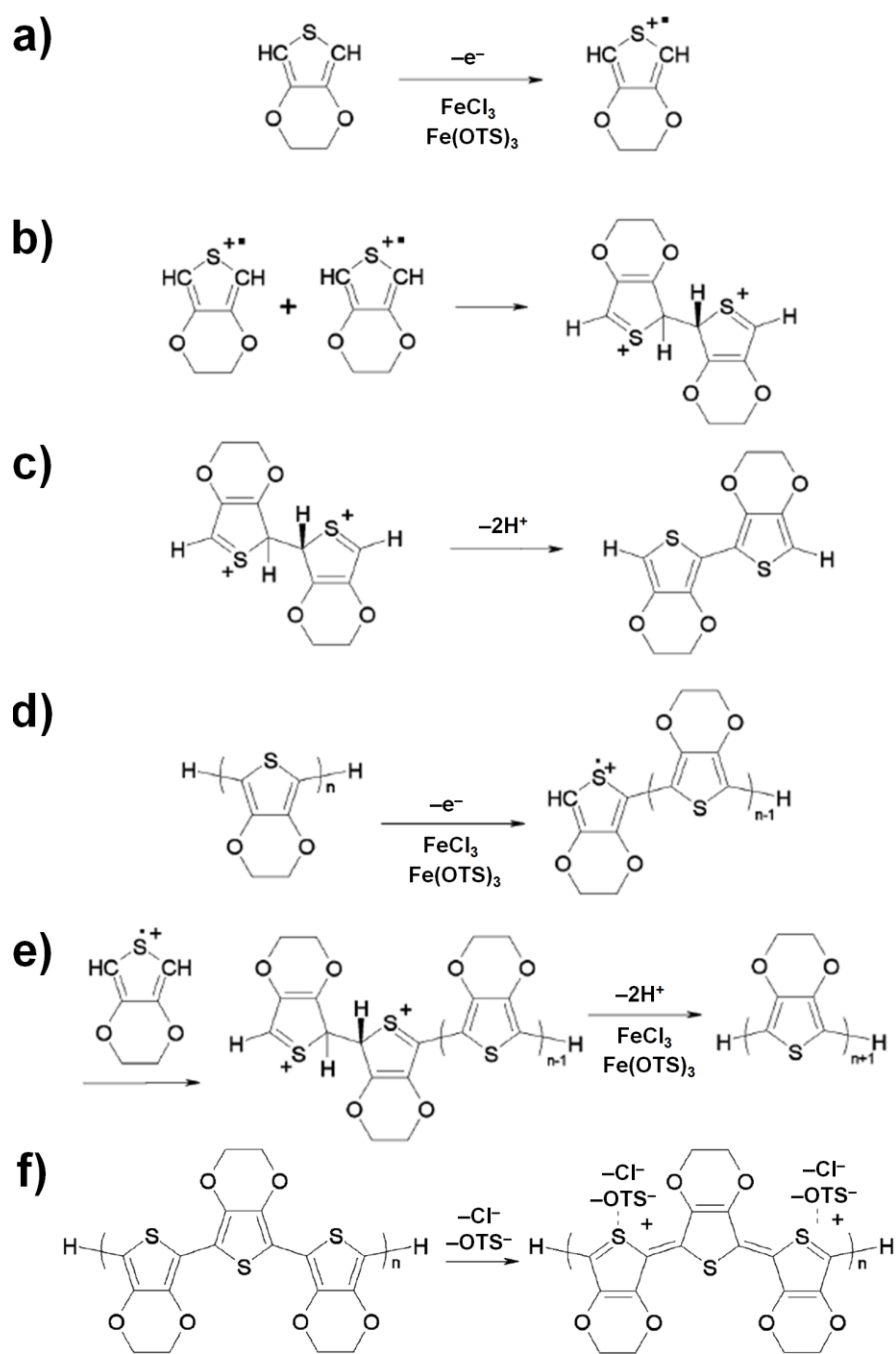 a)
S
HC CH
O O
–e⁻
FeCl₃
Fe(OTS)₃
S⁺▪
HC CH
O O
b)
S⁺▪
HC CH
O O
+
S⁺▪
HC CH
O O
O O
H S
+
H
H
S
+
H
O O
c)
O O
H S
+
H
H
S
+
H
O O
–2H⁺
O O
H S
S H
O O
d)
H ( S )ₙ H
O O
–e⁻
FeCl₃
Fe(OTS)₃
O O
HC S
•
+
( S )ₙ₋₁ H
O O
e)
S
•
+
HC CH
O O
O O
H S
+
H
H
S
+
O O
O O
( S )ₙ₋₁ H
–2H⁺
FeCl₃
Fe(OTS)₃
O O
H ( S )ₙ₊₁ H
f)
O O
H ( S S S )ₙ H
O O O O
–Cl⁻
–OTS⁻
–Cl⁻
–OTS⁻
O O
–Cl⁻
–OTS⁻
H ( S + S S + )ₙ H
O O O O